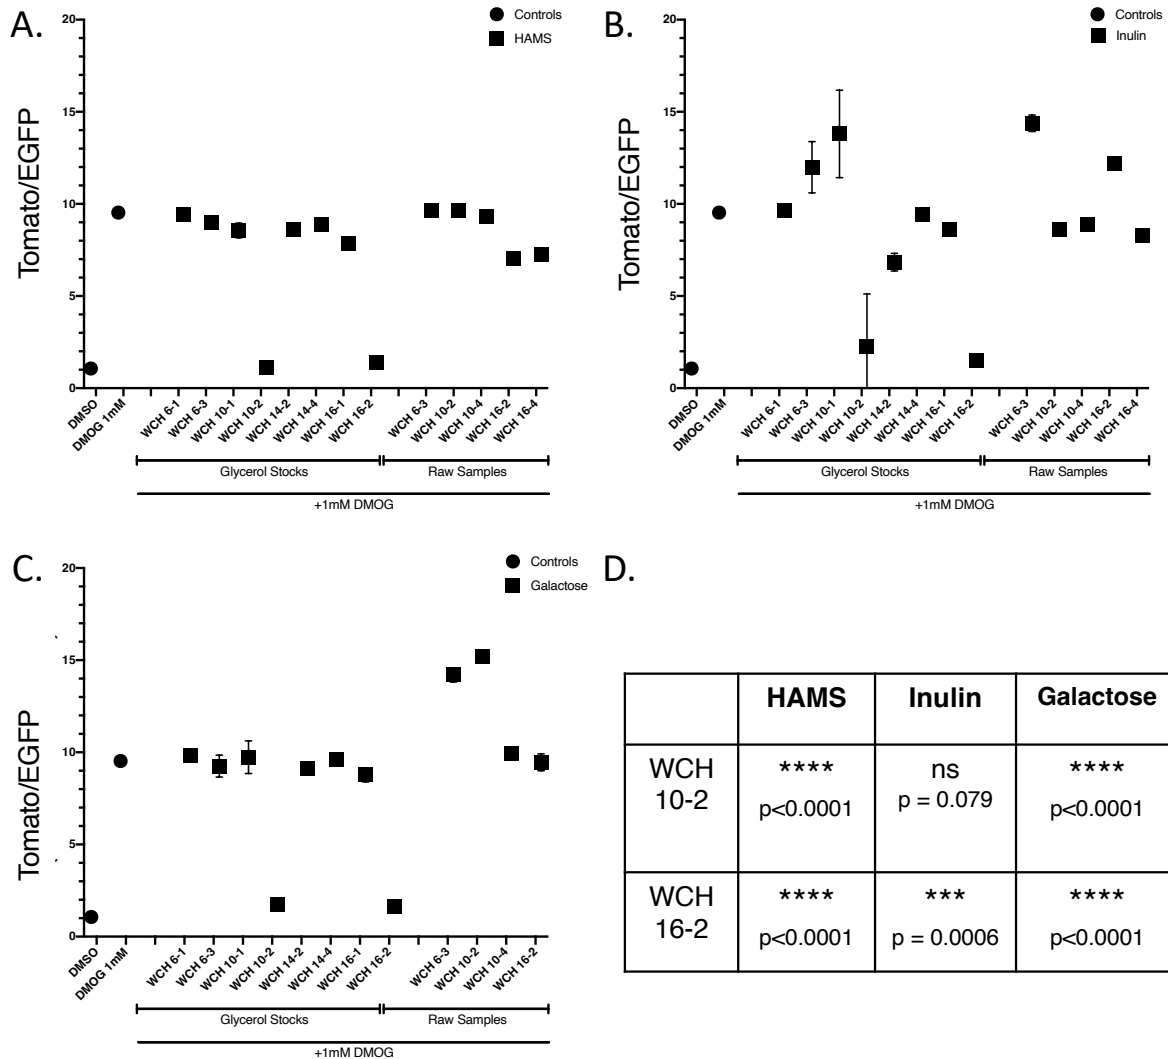 A.
Controls
HAMS
Tomato/EGFP
20
15
10
5
0
DMSO
DMOG 1mM
WCH 6-1
WCH 6-3
WCH 10-1
WCH 10-2
WCH 14-2
WCH 14-4
WCH 16-1
WCH 16-2
WCH 6-3
WCH 10-2
WCH 10-4
WCH 16-2
WCH 16-4
Glycerol Stocks
Raw Samples
+1mM DMOG
B.
Controls
Inulin
Tomato/EGFP
20
15
10
5
0
DMSO
DMOG 1mM
WCH 6-1
WCH 6-3
WCH 10-1
WCH 10-2
WCH 14-2
WCH 14-4
WCH 16-1
WCH 16-2
WCH 6-3
WCH 10-2
WCH 10-4
WCH 16-2
WCH 16-4
Glycerol Stocks
Raw Samples
+1mM DMOG
C.
Controls
Galactose
Tomato/EGFP
20
15
10
5
0
DMSO
DMOG 1mM
WCH 6-1
WCH 6-3
WCH 10-1
WCH 10-2
WCH 14-2
WCH 14-4
WCH 16-1
WCH 16-2
WCH 6-3
WCH 10-2
WCH 10-4
WCH 16-2
Glycerol Stocks
Raw Samples
+1mM DMOG
D.
HAMS Inulin Galactose
WCH 10-2
**** ns ****
p<0.0001 p = 0.079 p<0.0001
WCH 16-2
**** *** ****
p<0.0001 p = 0.0006 p<0.0001